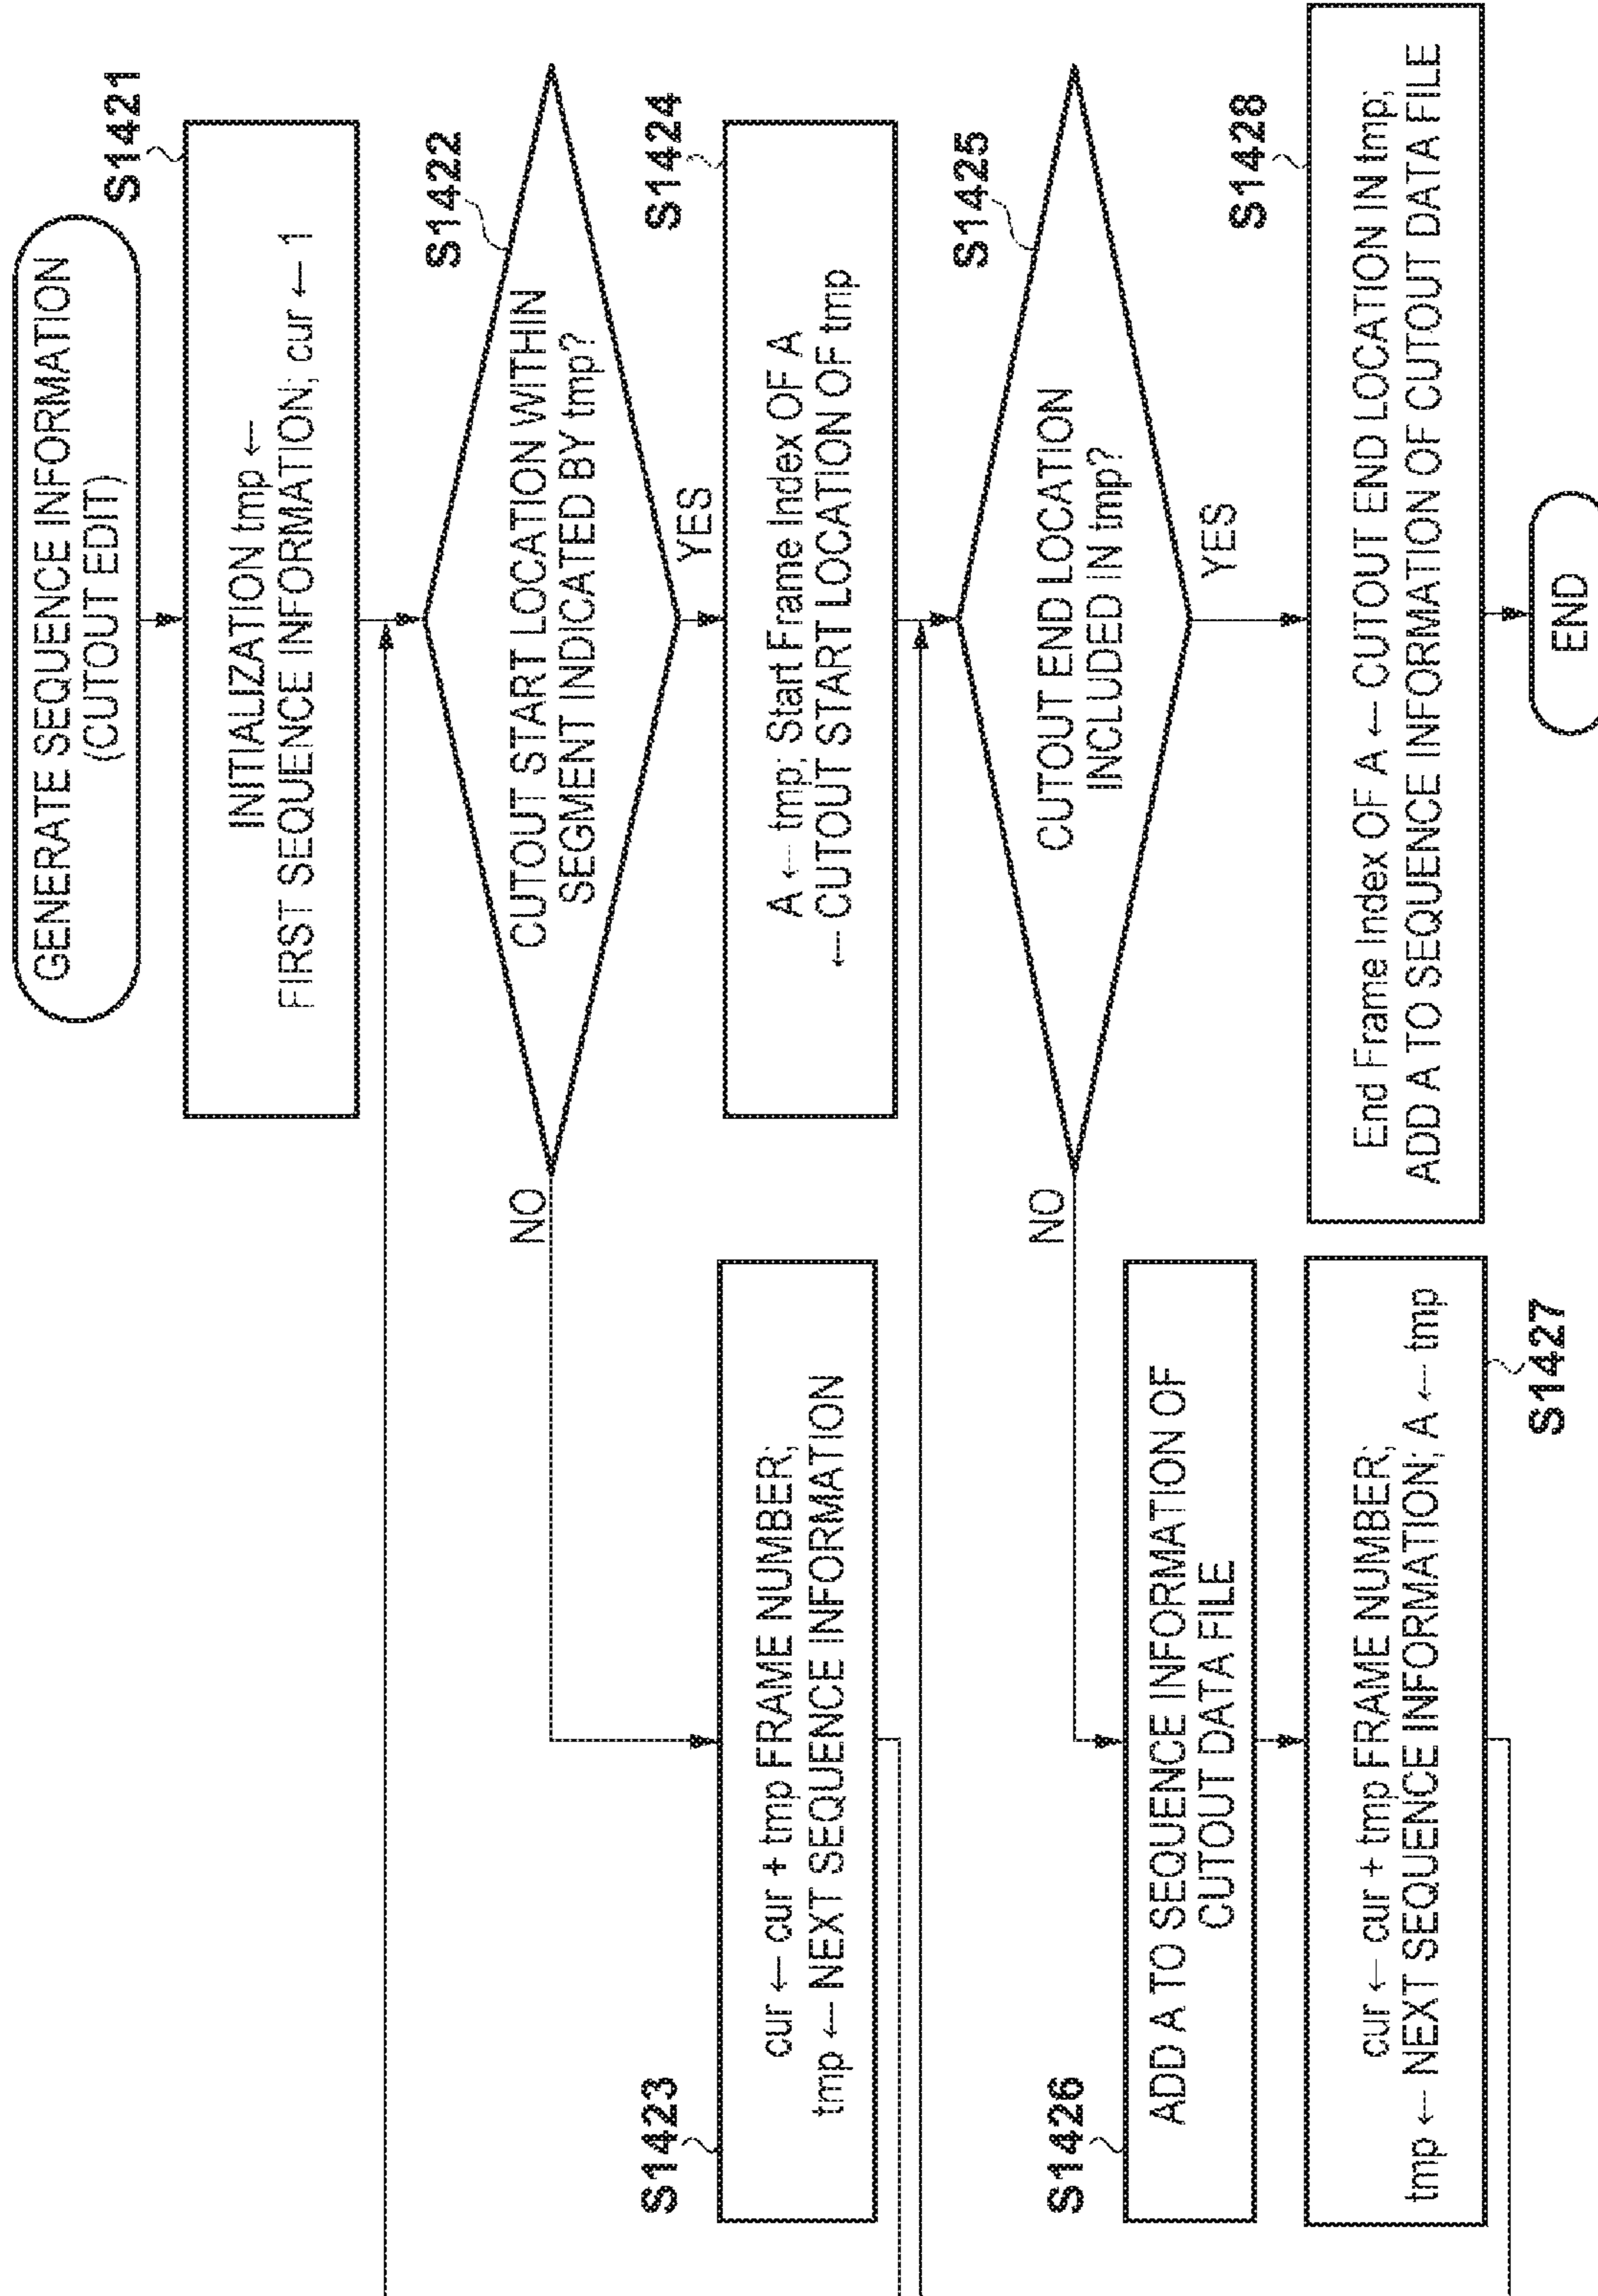 GENERATE SEQUENCE INFORMATION
(CUTOUT EDIT)
S1421
INITIALIZATION tmp ←
FIRST SEQUENCE INFORMATION; cur ← 1
S1422
CUTOUT START LOCATION WITHIN
SEGMENT INDICATED BY tmp?
NO
YES
S1423
cur ← cur + tmp FRAME NUMBER;
tmp ← NEXT SEQUENCE INFORMATION
S1424
A ← tmp; Start Frame Index OF A
← CUTOUT START LOCATION OF tmp
S1425
CUTOUT END LOCATION
INCLUDED IN tmp?
NO
YES
S1426
ADD A TO SEQUENCE INFORMATION OF
CUTOUT DATA FILE
S1427
cur ← cur + tmp FRAME NUMBER;
tmp ← NEXT SEQUENCE INFORMATION; A ← tmp
S1428
End Frame Index OF A ← CUTOUT END LOCATION IN tmp;
ADD A TO SEQUENCE INFORMATION OF CUTOUT DATA FILE
END